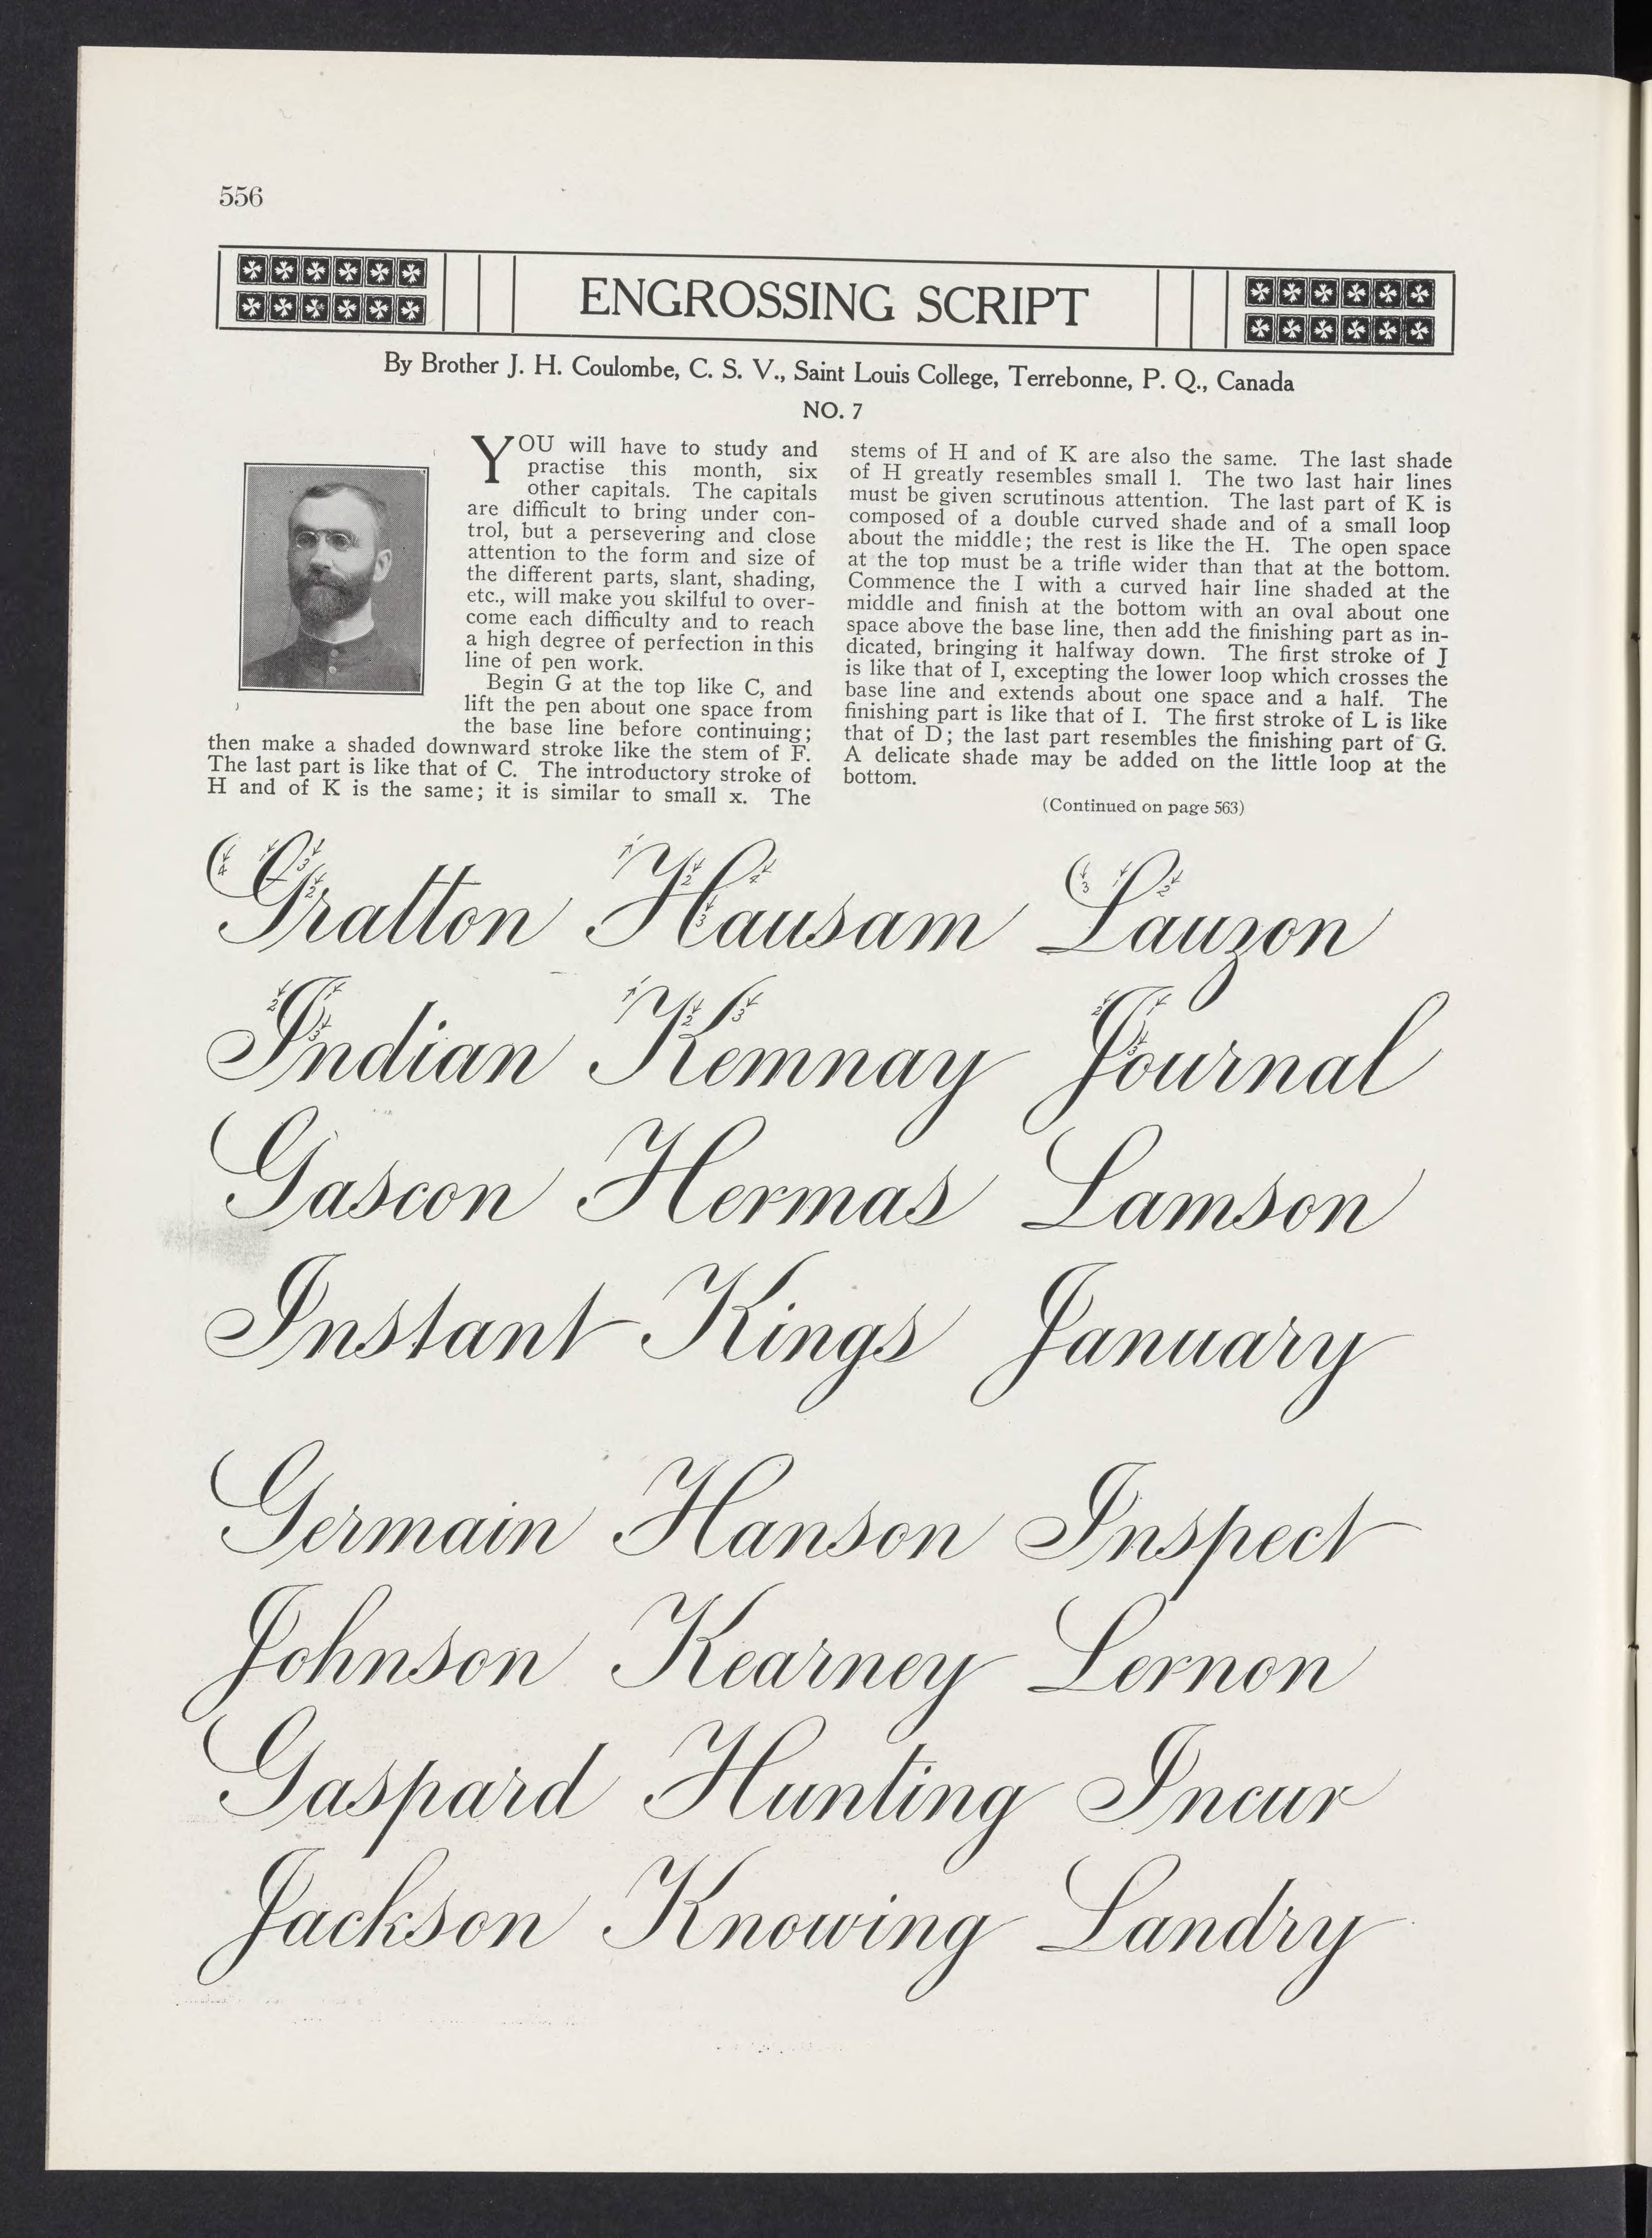 556
ENGROSSING SCRIPT
By Brother J. H. Coulombe, C. S. V., Saint Louis College, Terrebonne, P. Q., Canada
NO. 7
YOU will have to study and
practise this month, six
other capitals. The capitals
are difficult to bring under con-
trol, but a persevering and close
attention to the form and size of
the different parts, slant, shading,
etc., will make you skilful to over-
come each difficulty and to reach
a high degree of perfection in this
line of pen work.
Begin G at the top like C, and
lift the pen about one space from
the base line before continuing;
then make a shaded downward stroke like the stem of F.
The last part is like that of C. The introductory stroke of
H and of K is the same; it is similar to small x. The
stems of H and of K are also the same. The last shade
of H greatly resembles small l. The two last hair lines
must be given scrutinous attention. The last part of K is
composed of a double curved shade and of a small loop
about the middle; the rest is like the H. The open space
at the top must be a trifle wider than that at the bottom.
Commence the I with a curved hair line shaded at the
middle and finish at the bottom with an oval about one
space above the base line, then add the finishing part as in-
dicated, bringing it halfway down. The first stroke of J
is like that of I, excepting the lower loop which crosses the
base line and extends about one space and a half. The
finishing part is like that of I. The first stroke of L is like
that of D; the last part resembles the finishing part of G.
A delicate shade may be added on the little loop at the
bottom.
(Continued on page 563)
Gratton Hausam Lauzon
Indian Kemnay Journal
Gascon Hermas Lamson
Instant Kings January
Germain Hanson Inspect
Johnson Kearney Lernon
Gaspard Hunting Incur
Jackson Knowing Landry